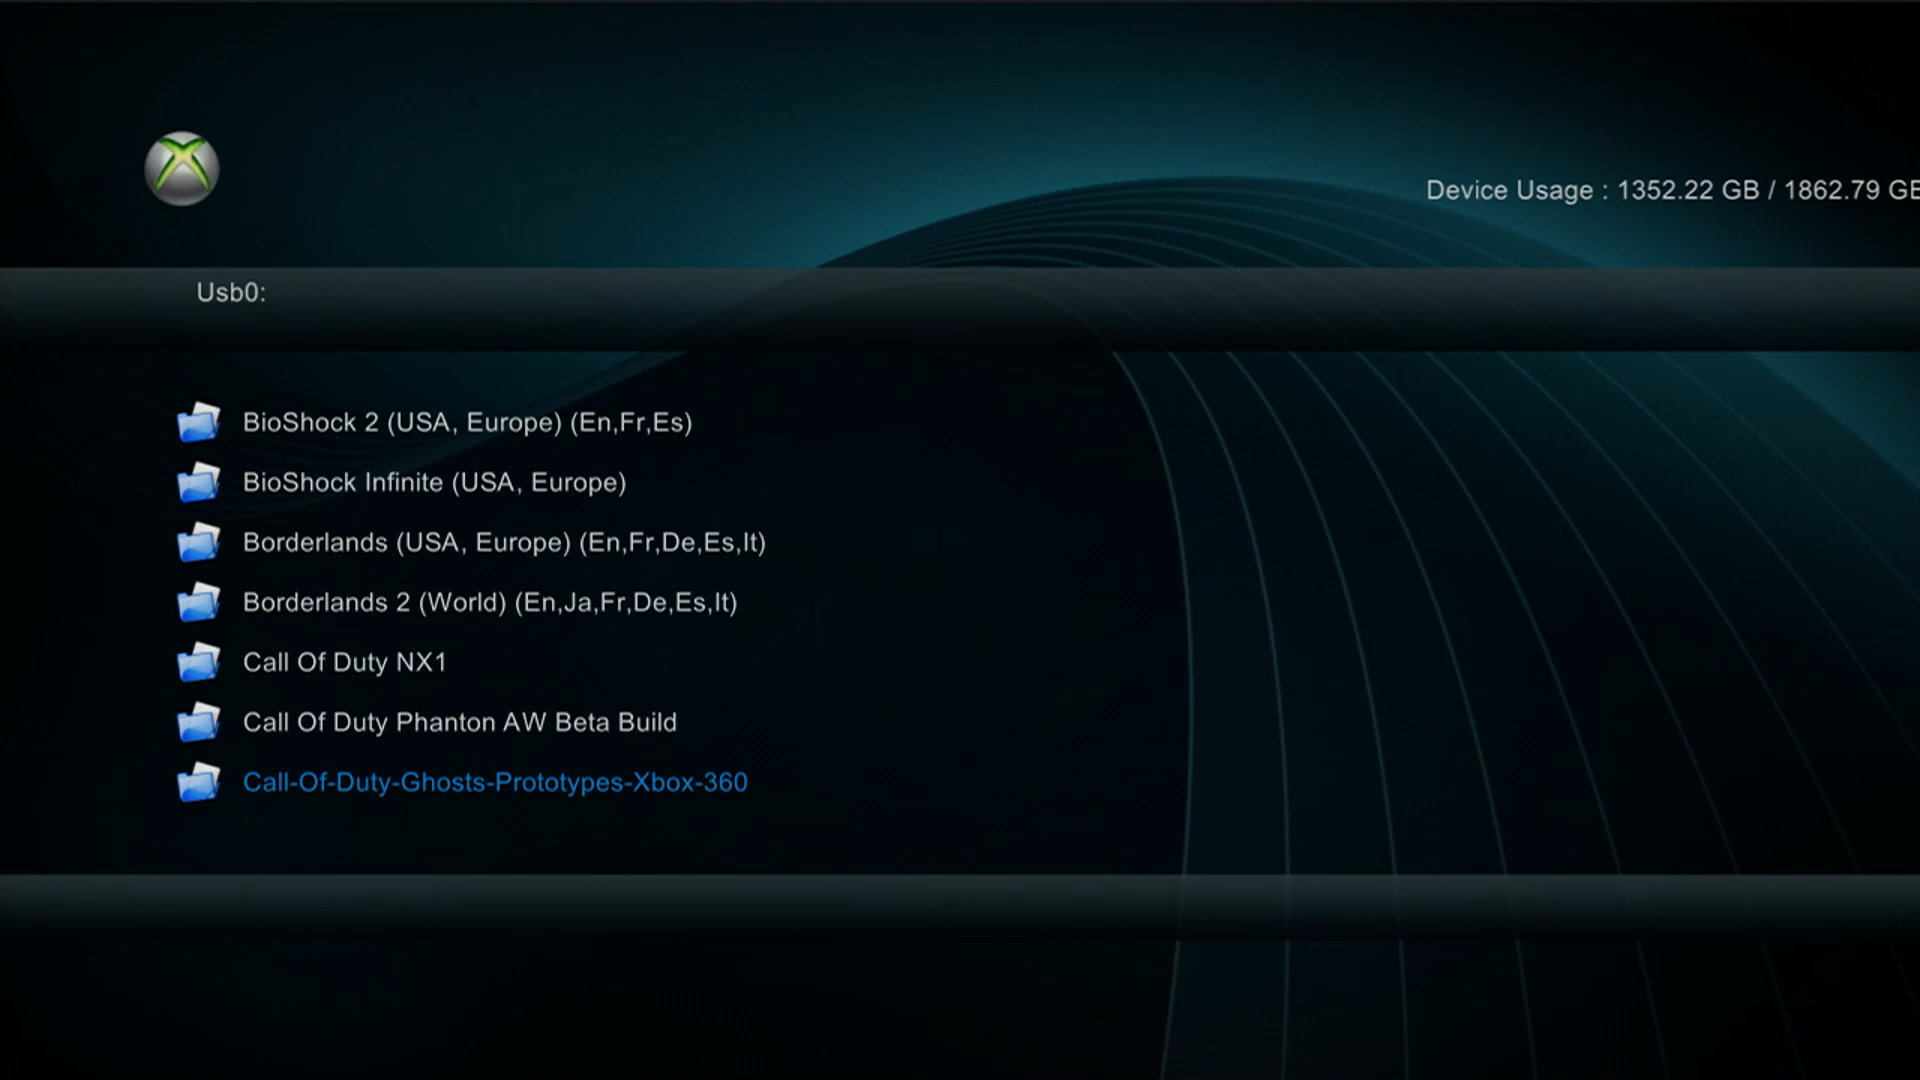 Device Usage : 1352.22 GB / 1862.79 GB
Usb0:
BioShock 2 (USA, Europe) (En,Fr,Es)
BioShock Infinite (USA, Europe)
Borderlands (USA, Europe) (En,Fr,De,Es,It)
Borderlands 2 (World) (En,Ja,Fr,De,Es,It)
Call Of Duty NX1
Call Of Duty Phanton AW Beta Build
Call-Of-Duty-Ghosts-Prototypes-Xbox-360